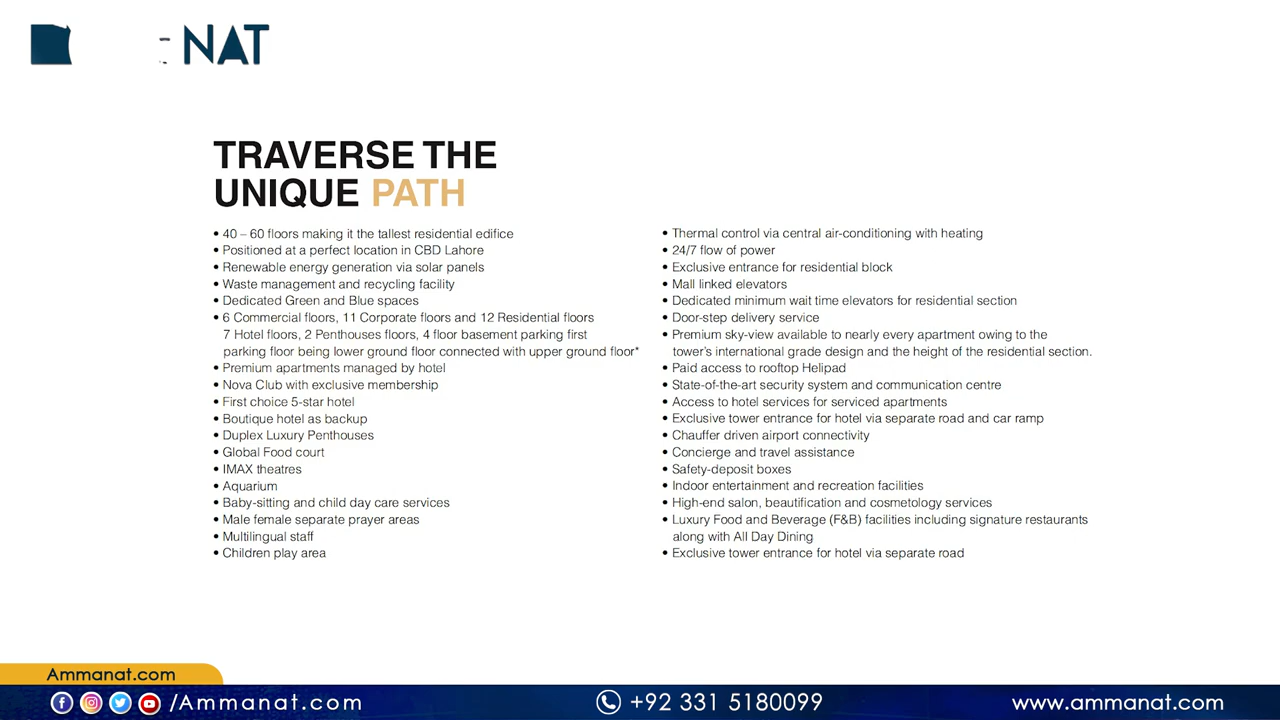 NAT
TRAVERSE THE
UNIQUE PATH
• 40 – 60 floors making it the tallest residential edifice
• Positioned at a perfect location in CBD Lahore
• Renewable energy generation via solar panels
• Waste management and recycling facility
• Dedicated Green and Blue spaces
• 6 Commercial floors, 11 Corporate floors and 12 Residential floors
7 Hotel floors, 2 Penthouses floors, 4 floor basement parking first
parking floor being lower ground floor connected with upper ground floor*
• Premium apartments managed by hotel
• Nova Club with exclusive membership
• First choice 5-star hotel
• Boutique hotel as backup
• Duplex Luxury Penthouses
• Global Food court
• IMAX theatres
• Aquarium
• Baby-sitting and child day care services
• Male female separate prayer areas
• Multilingual staff
• Children play area
• Thermal control via central air-conditioning with heating
• 24/7 flow of power
• Exclusive entrance for residential block
• Mall linked elevators
• Dedicated minimum wait time elevators for residential section
• Door-step delivery service
• Premium sky-view available to nearly every apartment owing to the
tower's international grade design and the height of the residential section.
• Paid access to rooftop Helipad
• State-of-the-art security system and communication centre
• Access to hotel services for serviced apartments
• Exclusive tower entrance for hotel via separate road and car ramp
• Chauffer driven airport connectivity
• Concierge and travel assistance
• Safety-deposit boxes
• Indoor entertainment and recreation facilities
• High-end salon, beautification and cosmetology services
• Luxury Food and Beverage (F&B) facilities including signature restaurants
along with All Day Dining
• Exclusive tower entrance for hotel via separate road
Ammanat.com
/Ammanat.com
+92 331 5180099
www.ammanat.com